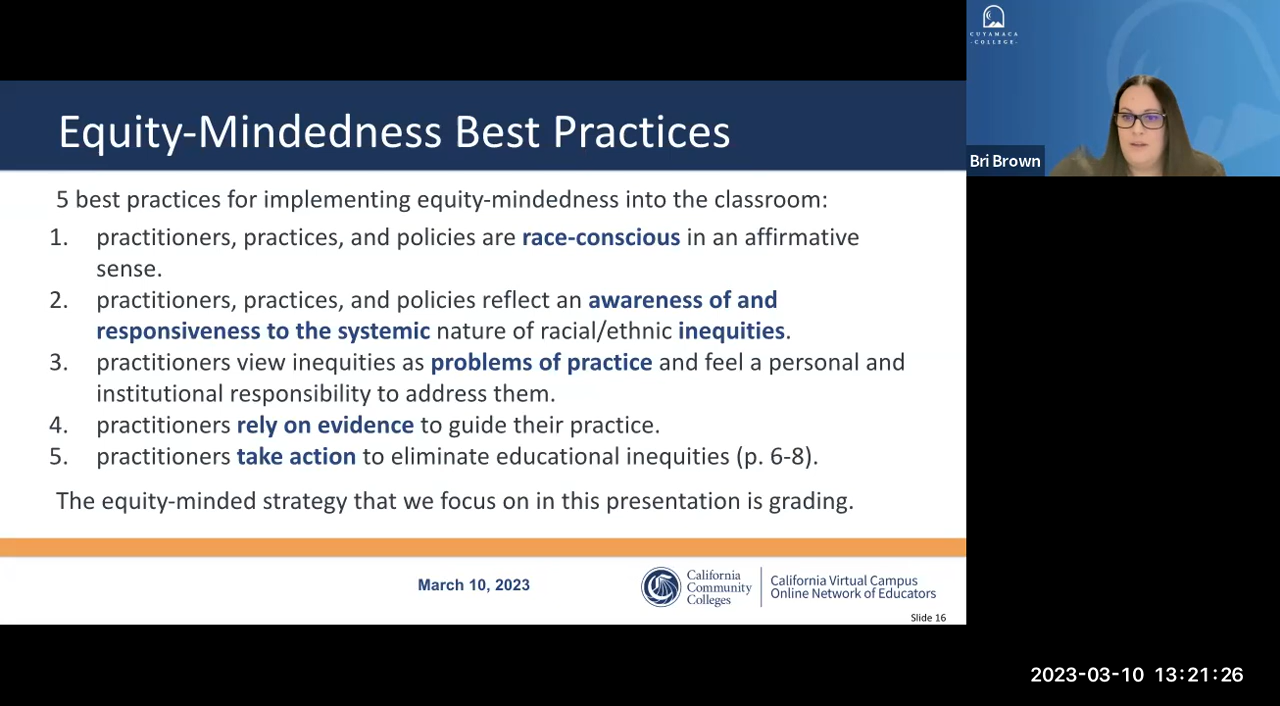 Equity-Mindedness Best Practices
5 best practices for implementing equity-mindedness into the classroom:
1. practitioners, practices, and policies are race-conscious in an affirmative
sense.
2. practitioners, practices, and policies reflect an awareness of and
responsiveness to the systemic nature of racial/ethnic inequities.
3. practitioners view inequities as problems of practice and feel a personal and
institutional responsibility to address them.
4. practitioners rely on evidence to guide their practice.
5. practitioners take action to eliminate educational inequities (p. 6-8).
The equity-minded strategy that we focus on in this presentation is grading.
March 10, 2023
California
Community
Colleges
California Virtual Campus
Online Network of Educators
Slide 16
CUYAMACA
-COLLEGE-
Bri Brown
2023-03-10 13:21:26